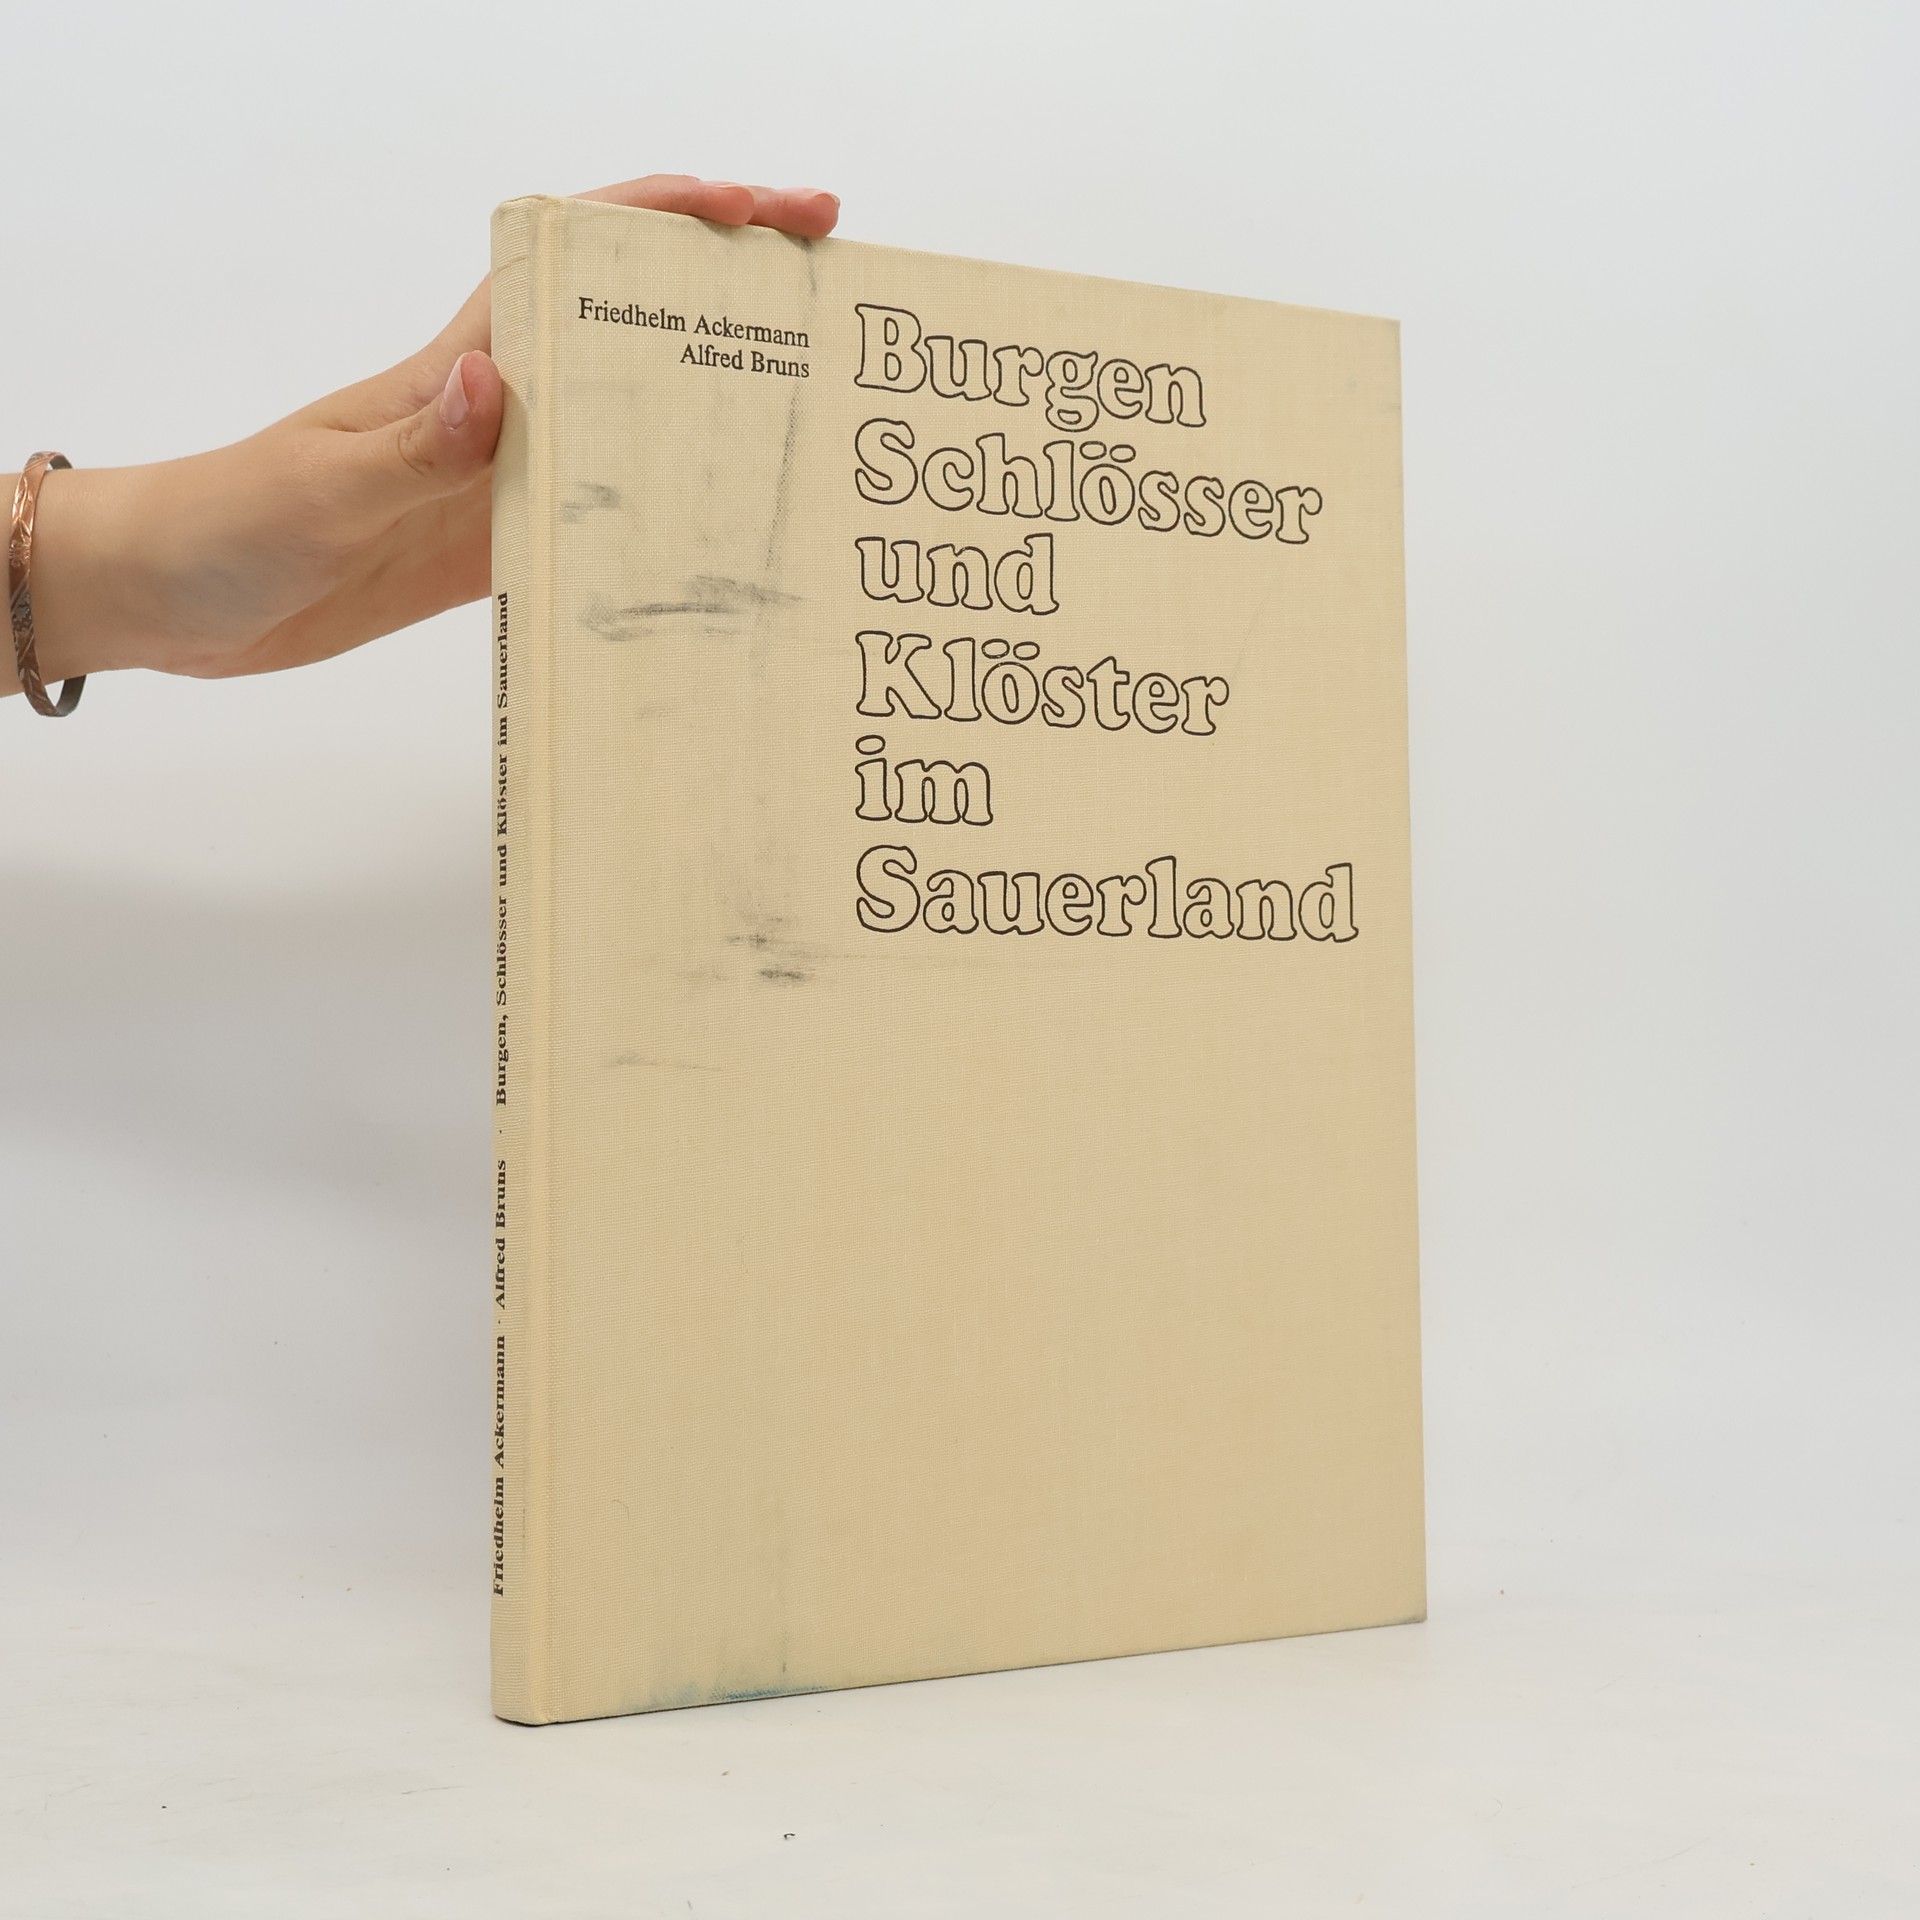 Friedhelm Ackermann
Alfred Bruns
Burgen
Schlösser
und
Klöster
im
Sauerland
Friedhelm Ackermann · Alfred Bruns · Burgen, Schlösser und Klöster im Sauerland